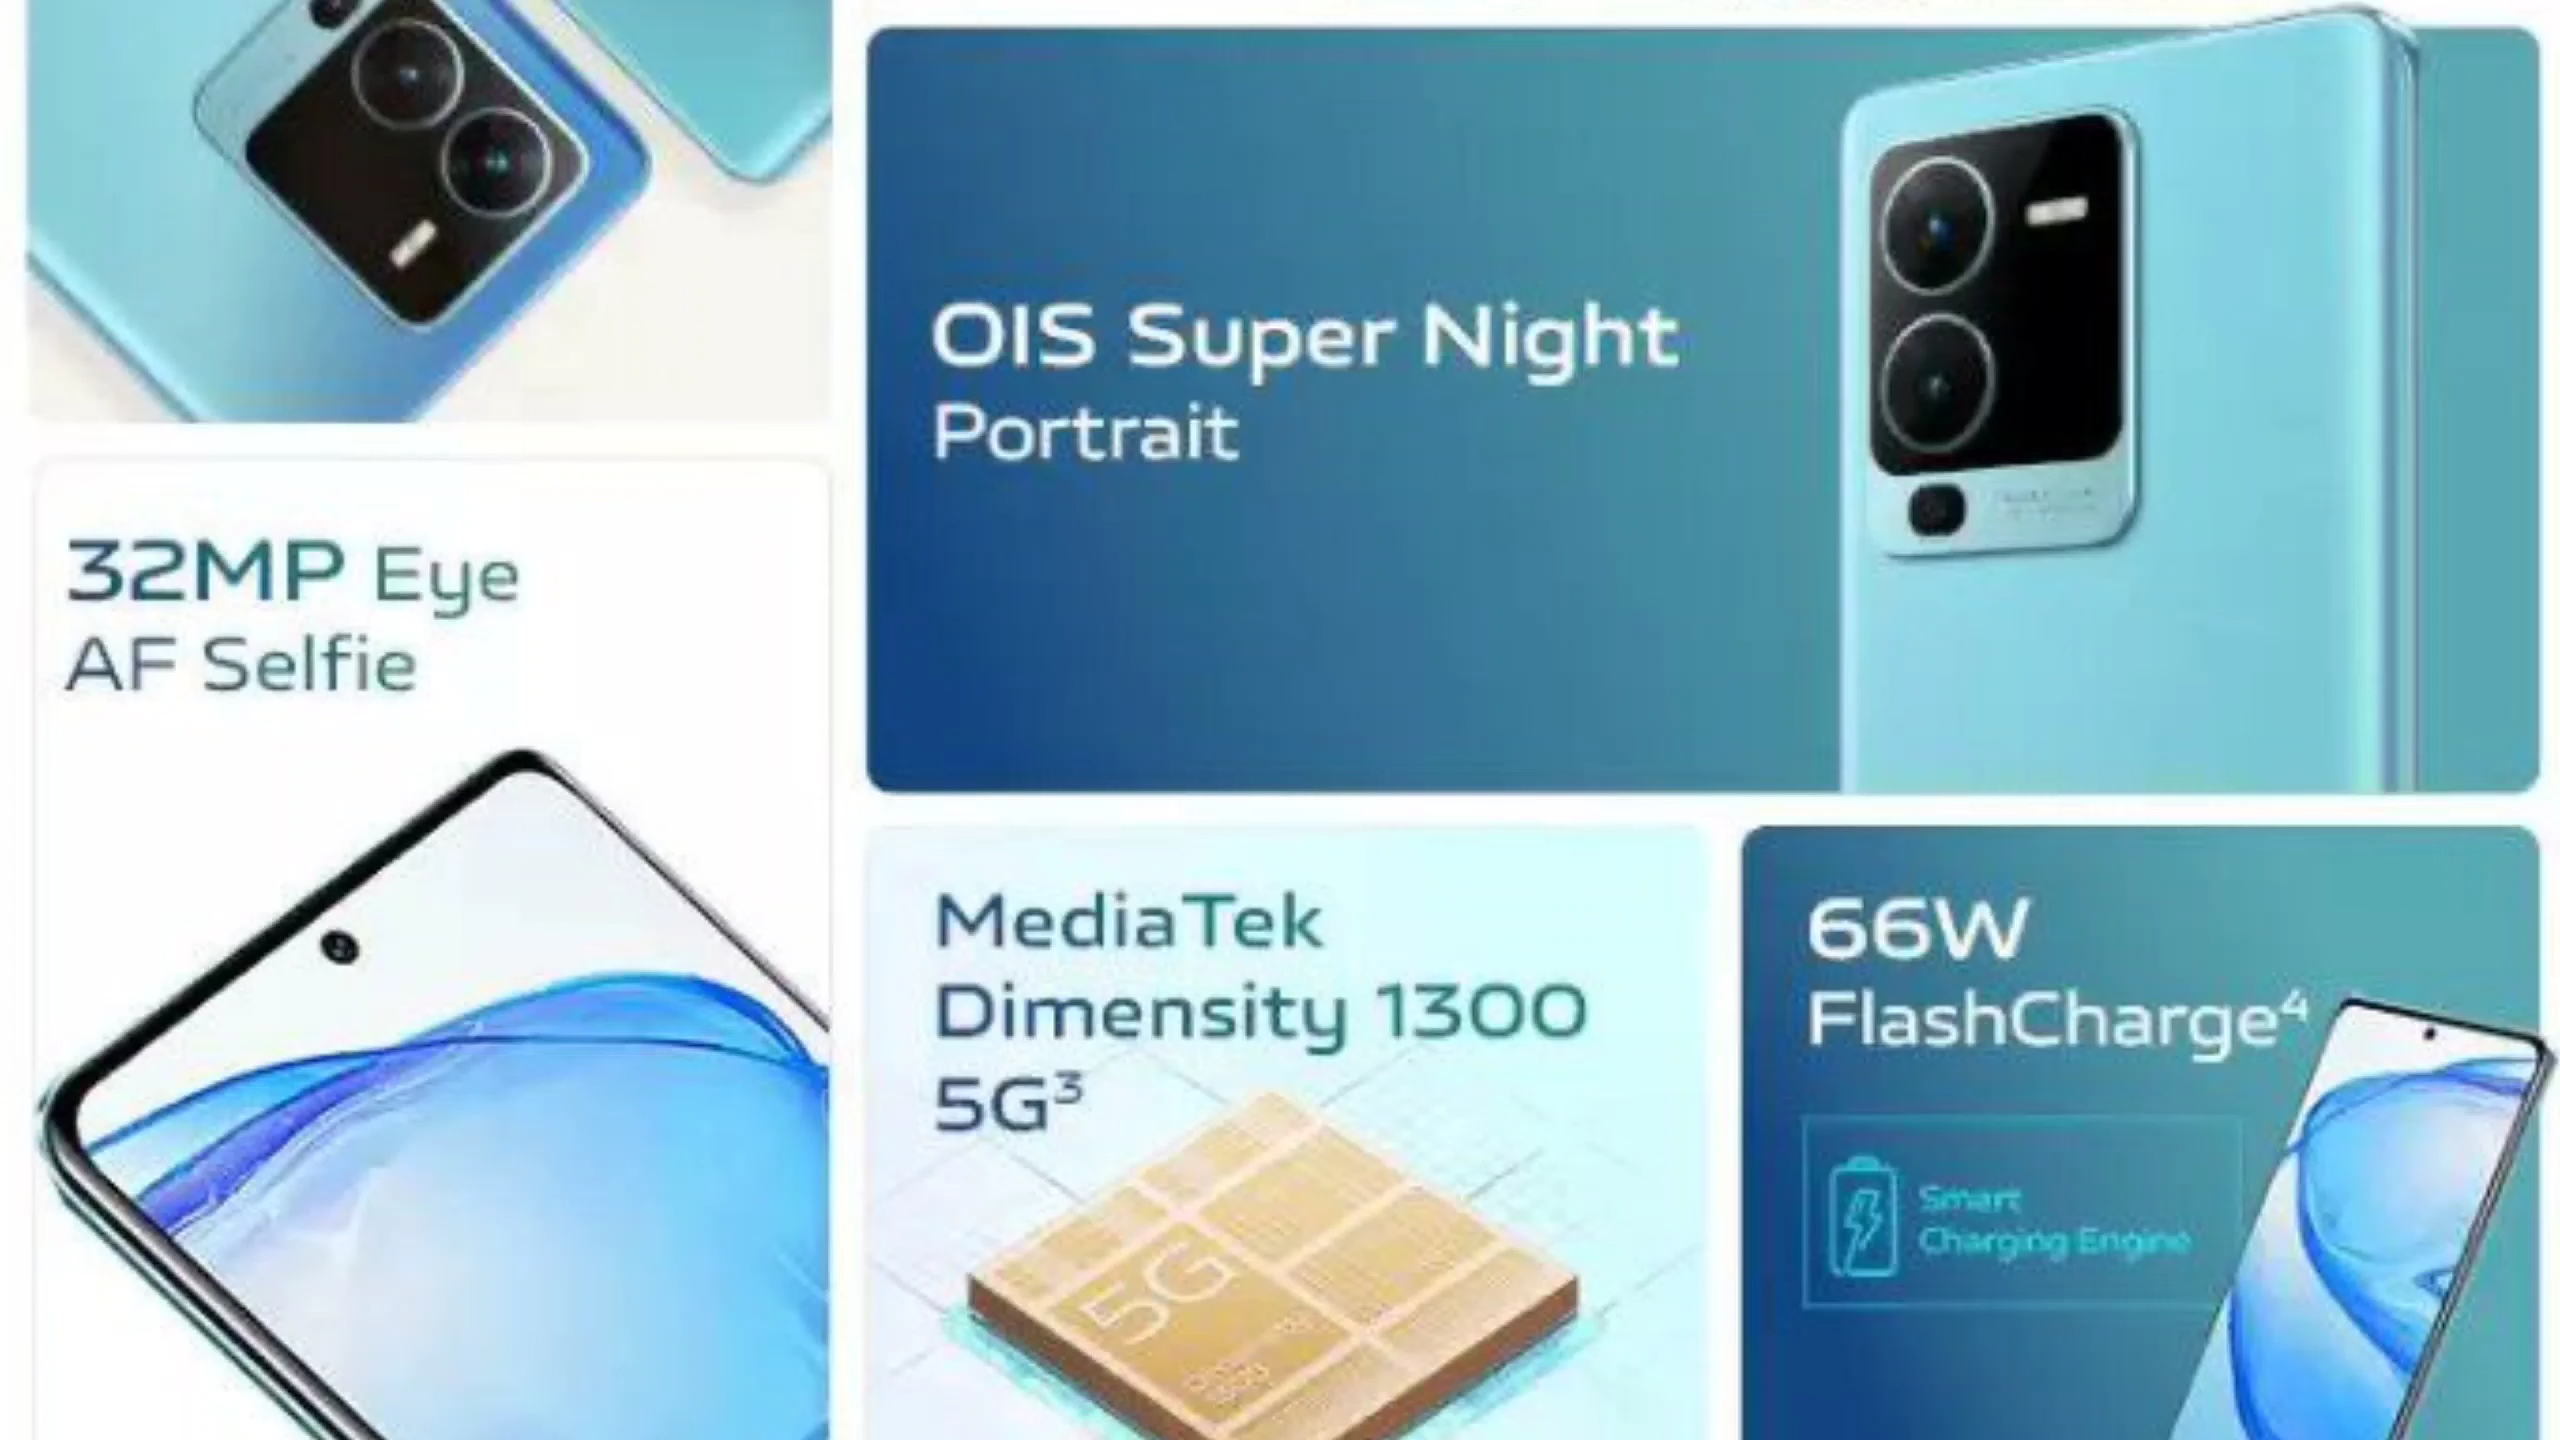 OIS Super Night
Portrait
32MP Eye
AF Selfie
MediaTek
Dimensity 1300
5G³
5G
66W
FlashCharge⁴
Smart
Charging Engine